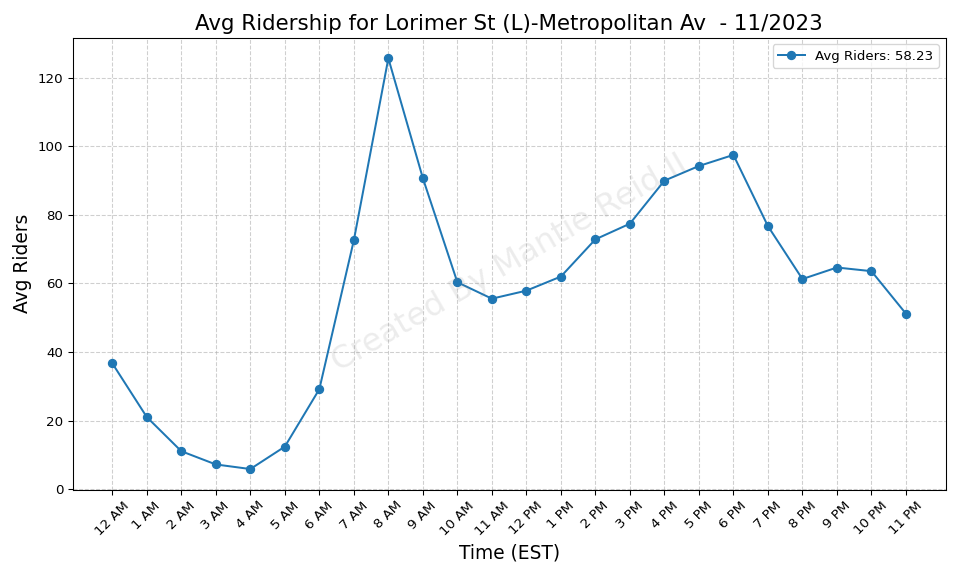 Avg Ridership for Lorimer St (L)-Metropolitan Av  - 11/2023
Avg Riders: 58.23
Avg Riders
120
100
80
60
40
20
0
Created By Mantle Reid II
12 AM
1 AM
2 AM
3 AM
4 AM
5 AM
6 AM
7 AM
8 AM
9 AM
10 AM
11 AM
12 PM
1 PM
2 PM
3 PM
4 PM
5 PM
6 PM
7 PM
8 PM
9 PM
10 PM
11 PM
Time (EST)